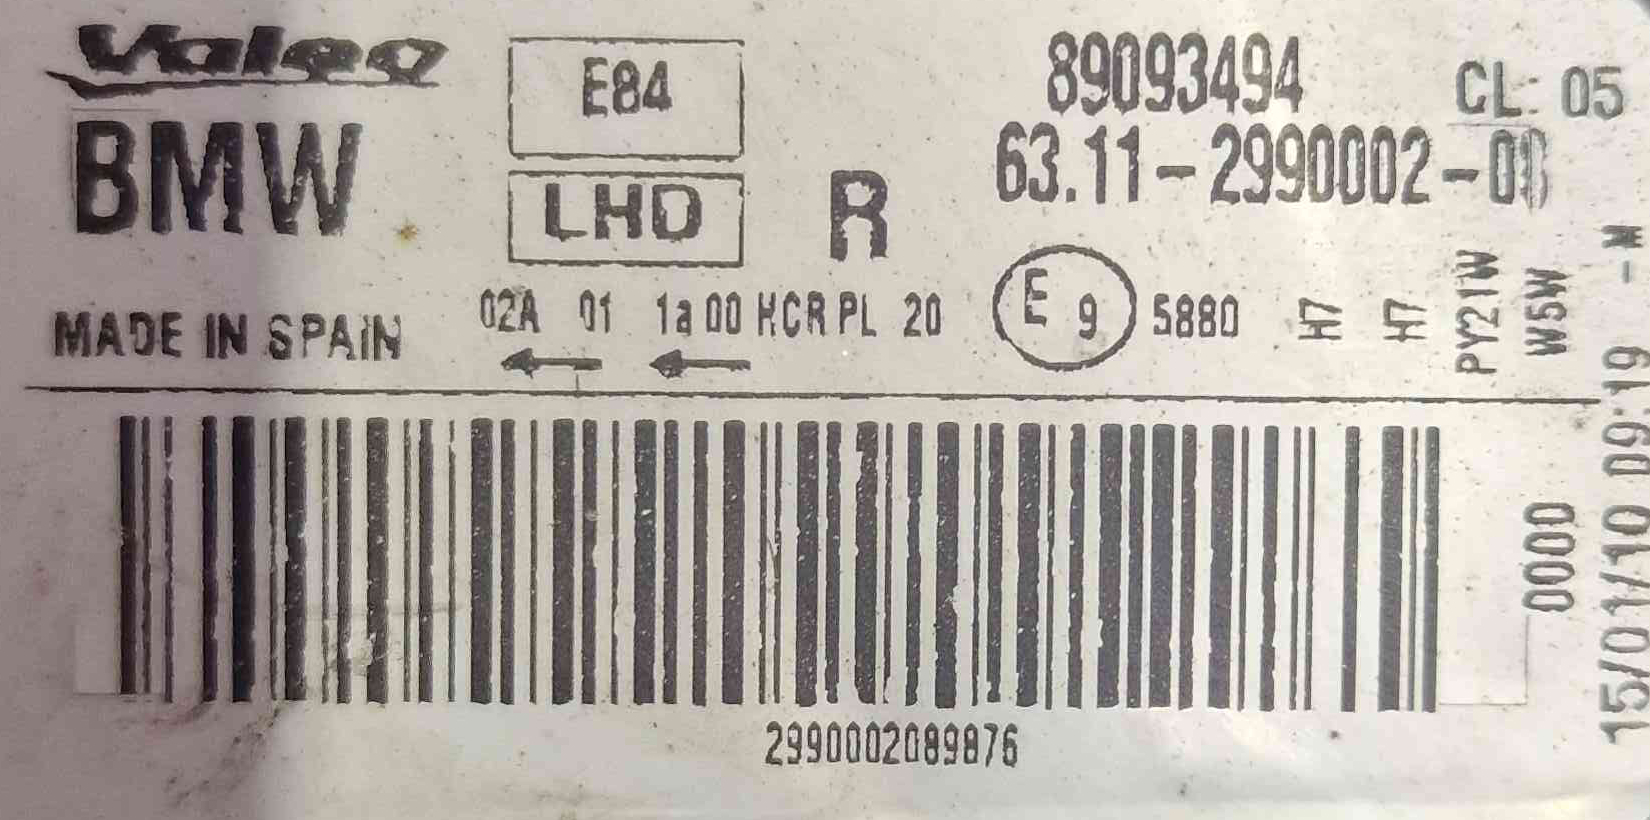 Valeo
BMW
MADE IN SPAIN
E84
LHD
R
89093494
CL: 05
63.11-2990002-
02A 01 1a 00 HCR PL 20
E 9 5880
H7
H7
PY21W
W5W
2990002089876
0000
15/01/10 09:19 -M